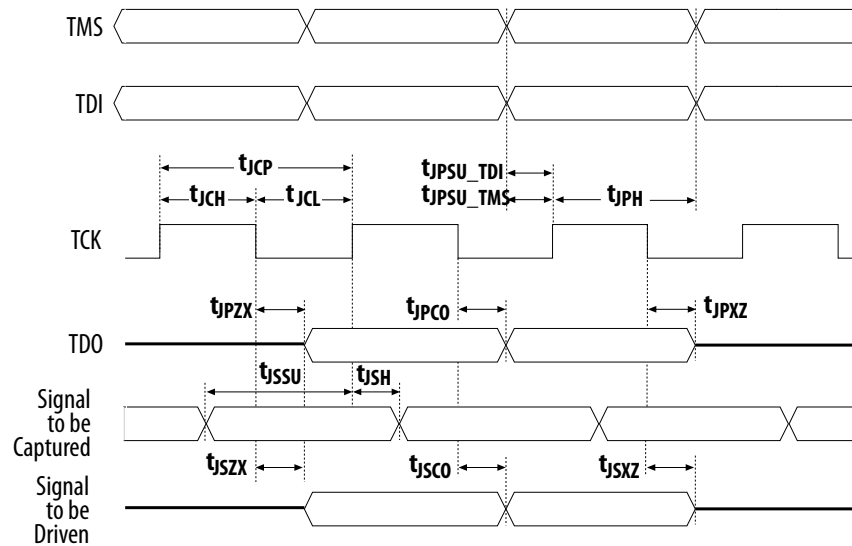 TMS
TDI
tJCP
tJCH
tJCL
tJPSU_TDI
tJPSU_TMS
tJPH
TCK
tJPZX
tJPCO
tJPXZ
TDO
tJSSU
tJSH
Signal
to be
Captured
tJSZX
tJSCO
tJSXZ
Signal
to be
Driven